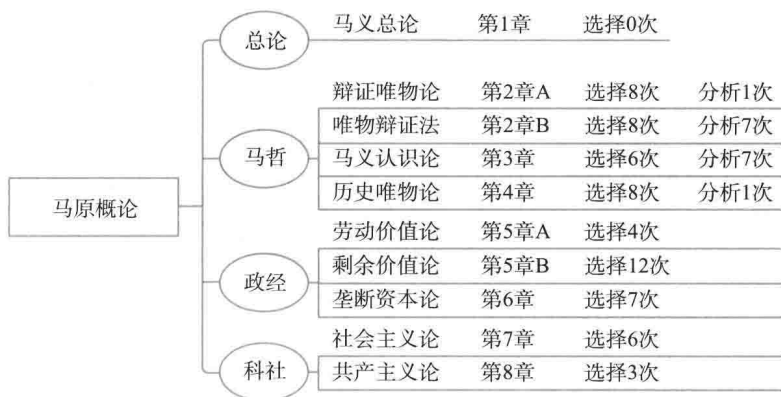 马原概论
总论
马义总论 第1章 选择0次
马哲
辩证唯物论 第2章A 选择8次 分析1次
唯物辩证法 第2章B 选择8次 分析7次
马义认识论 第3章 选择6次 分析7次
历史唯物论 第4章 选择8次 分析1次
政经
劳动价值论 第5章A 选择4次
剩余价值论 第5章B 选择12次
垄断资本论 第6章 选择7次
科社
社会主义论 第7章 选择6次
共产主义论 第8章 选择3次